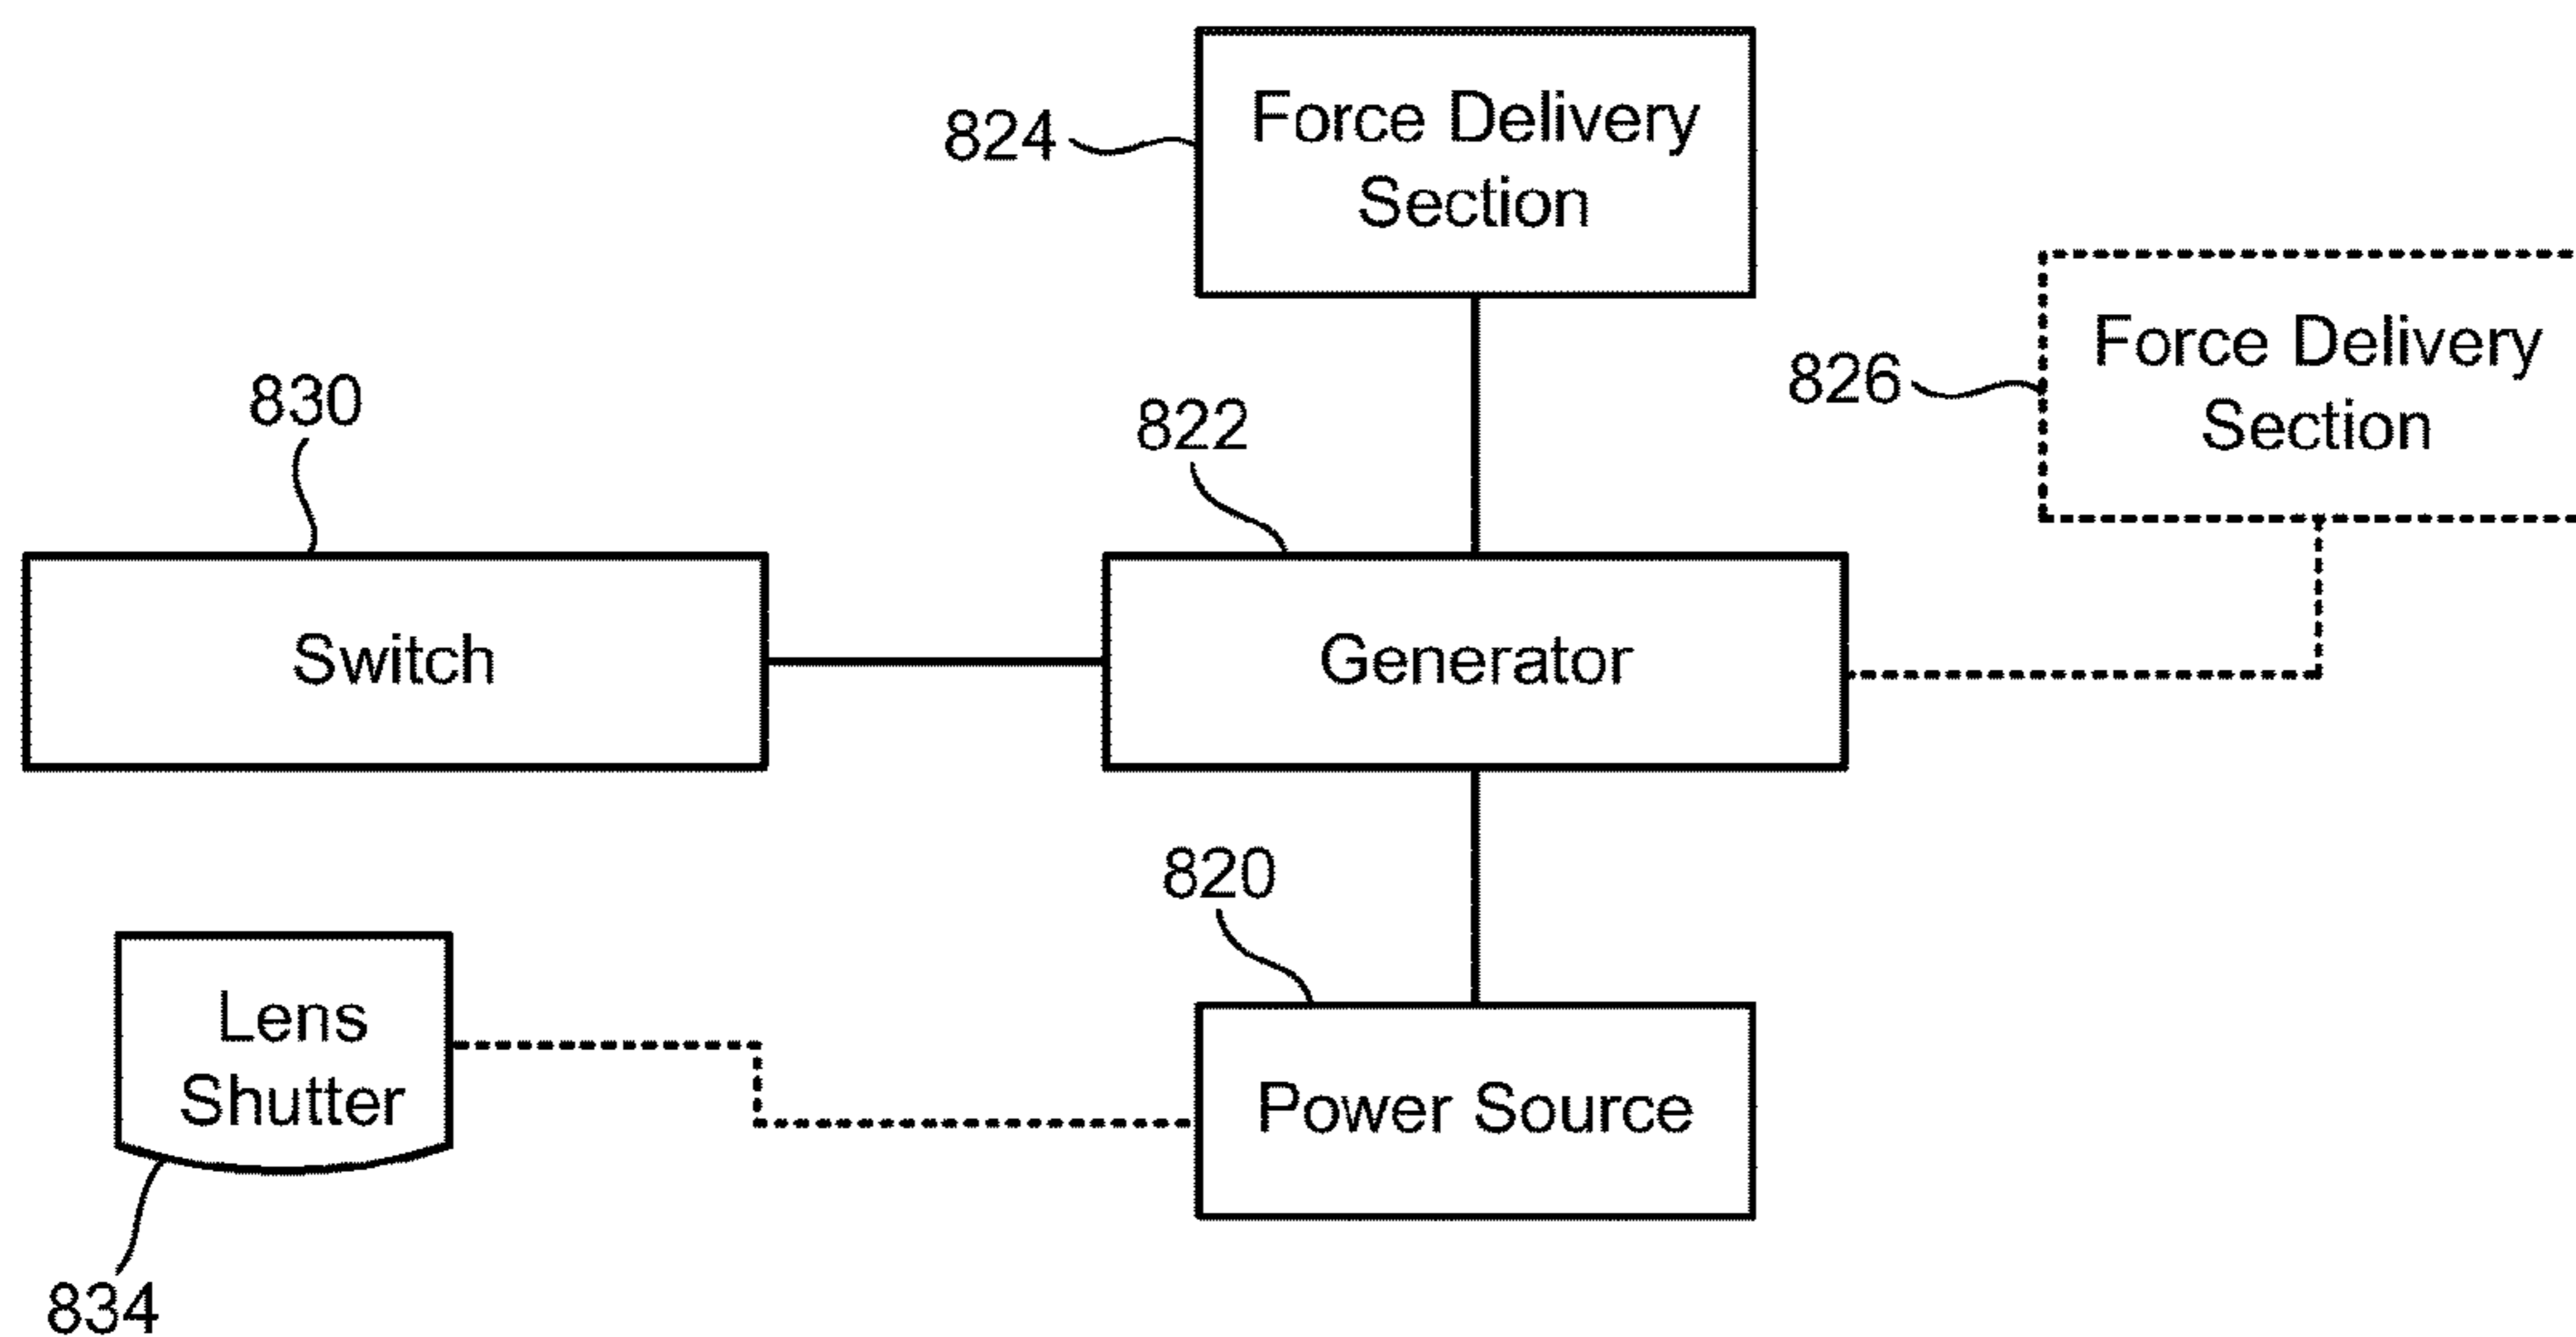 824
Force Delivery
Section
826
Force Delivery
Section
830
822
Switch
Generator
820
Lens
Shutter
Power Source
834